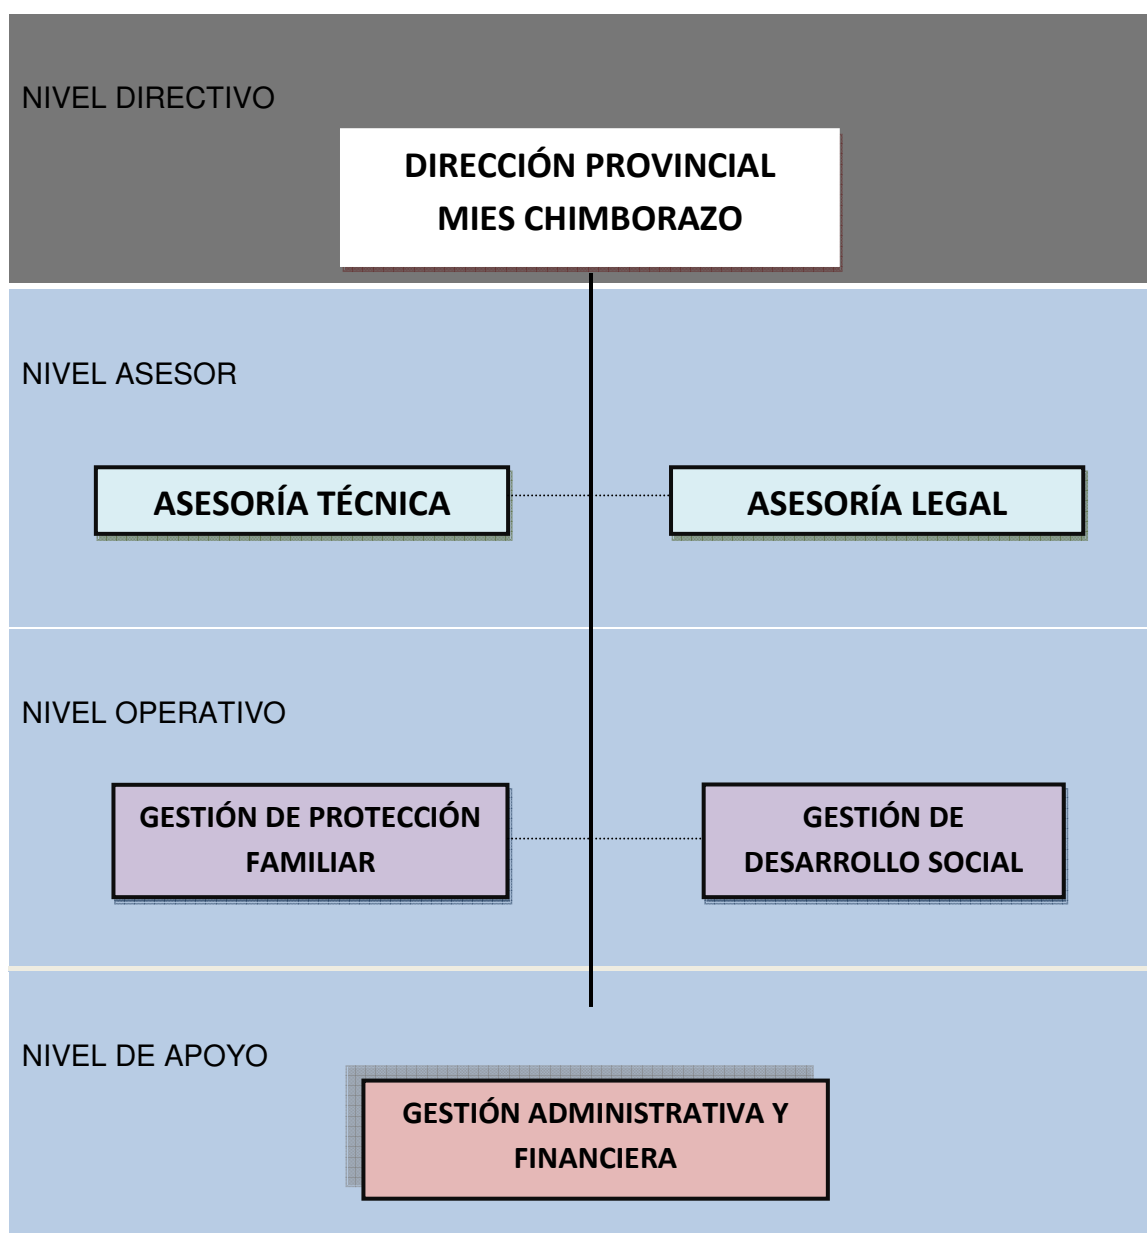 NIVEL DIRECTIVO
DIRECCIÓN PROVINCIAL
MIES CHIMBORAZO
NIVEL ASESOR
ASESORÍA TÉCNICA
ASESORÍA LEGAL
NIVEL OPERATIVO
GESTIÓN DE PROTECCIÓN
FAMILIAR
GESTIÓN DE
DESARROLLO SOCIAL
NIVEL DE APOYO
GESTIÓN ADMINISTRATIVA Y
FINANCIERA